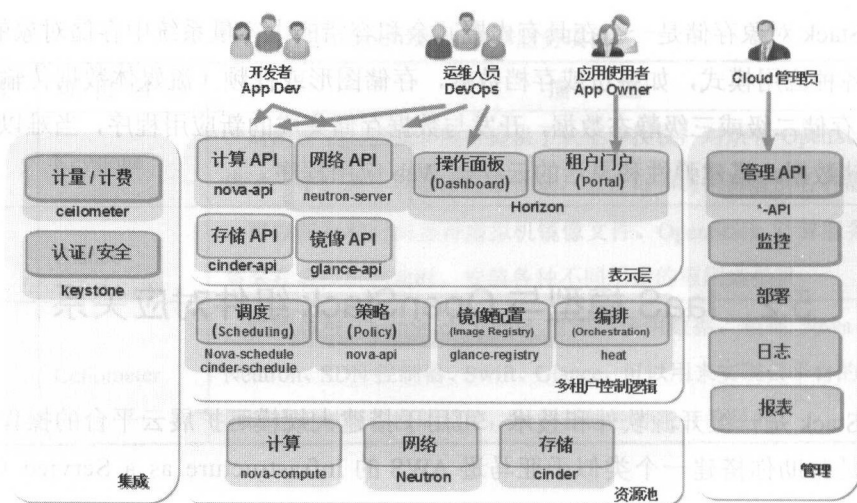 开发者
App Dev
运维人员
DevOps
应用使用者
App Owner
Cloud 管理员
计量 / 计费
ceilometer
认证 / 安全
keystone
集成
计算 API
nova-api
网络 API
neutron-server
操作面板
(Dashboard)
租户门户
(Portal)
Horizon
存储 API
cinder-api
镜像 API
glance-api
表示层
调度
(Scheduling)
Nova-schedule
cinder-schedule
策略
(Policy)
nova-api
镜像配置
(Image Registry)
glance-registry
编排
(Orchestration)
heat
多租户控制逻辑
计算
nova-compute
网络
Neutron
存储
cinder
资源池
管理 API
*-API
监控
部署
日志
报表
管理